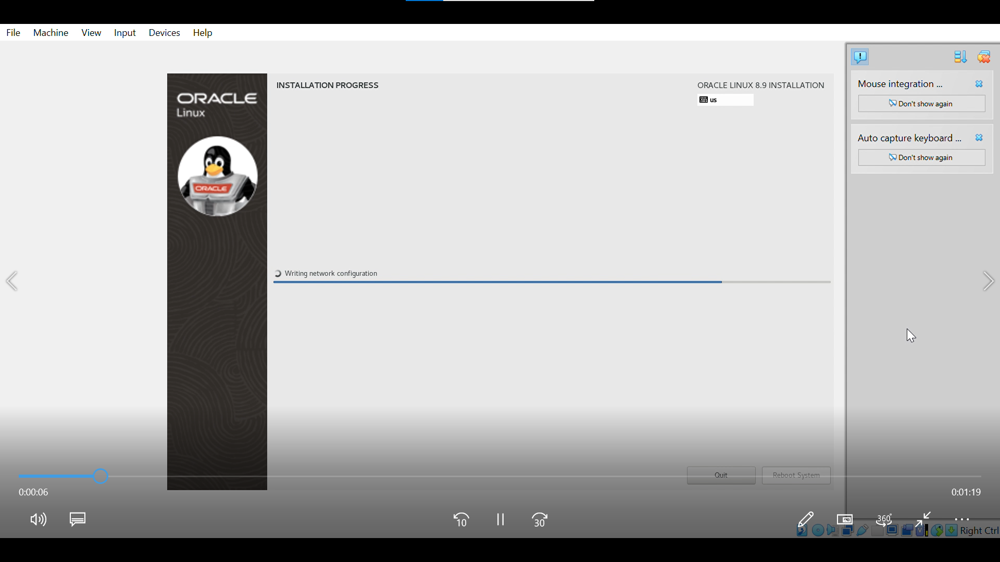 File Machine View Input Devices Help
ORACLE
Linux
ORACLE
INSTALLATION PROGRESS
ORACLE LINUX 8.9 INSTALLATION
us
Mouse integration ...
Don't show again
Auto capture keyboard ...
Don't show again
Writing network configuration
Quit
Reboot System
0:00:06
0:01:19
10
30
360°
Right Ctrl